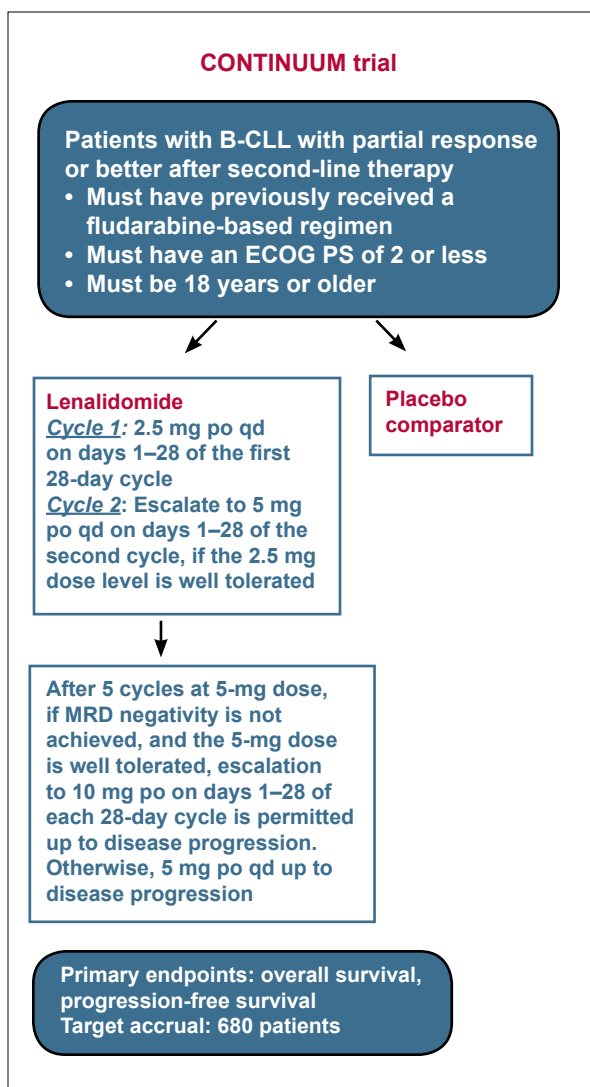 CONTINUUM trial
Patients with B-CLL with partial response
or better after second-line therapy
• Must have previously received a
fludarabine-based regimen
• Must have an ECOG PS of 2 or less
• Must be 18 years or older
Lenalidomide
Cycle 1: 2.5 mg po qd
on days 1–28 of the first
28-day cycle
Cycle 2: Escalate to 5 mg
po qd on days 1–28 of the
second cycle, if the 2.5 mg
dose level is well tolerated
Placebo
comparator
After 5 cycles at 5-mg dose,
if MRD negativity is not
achieved, and the 5-mg dose
is well tolerated, escalation
to 10 mg po on days 1–28 of
each 28-day cycle is permitted
up to disease progression.
Otherwise, 5 mg po qd up to
disease progression
Primary endpoints: overall survival,
progression-free survival
Target accrual: 680 patients